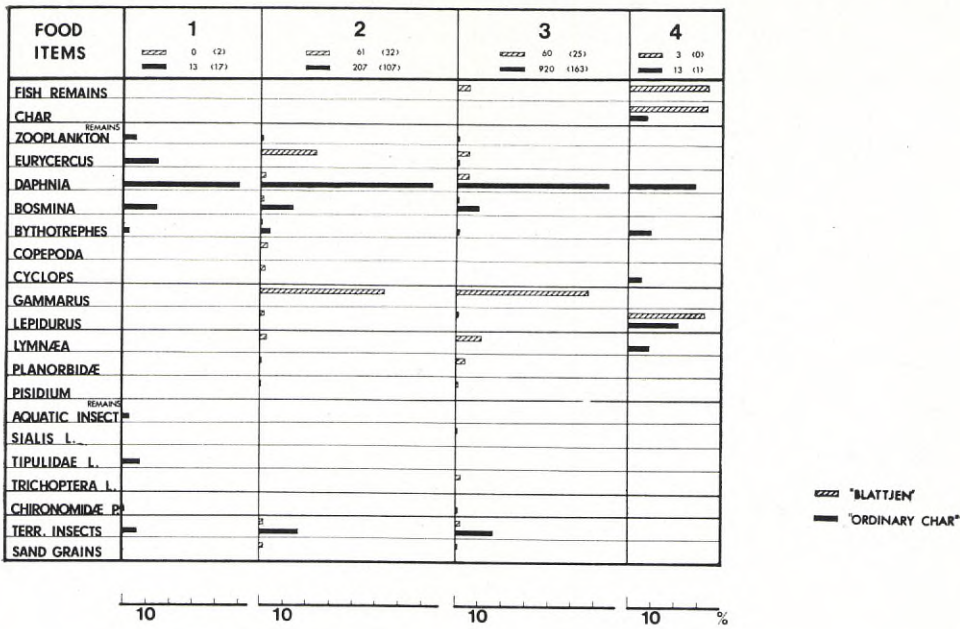 FOOD ITEMS
1
0 (2)
13 (17)
2
61 (32)
207 (107)
3
60 (25)
920 (163)
4
3 (0)
13 (1)
FISH REMAINS
CHAR
REMAINS
ZOOPLANKTON
EURYCERCUS
DAPHNIA
BOSMINA
BYTHOTREPHES
COPEPODA
CYCLOPS
GAMMARUS
LEPIDURUS
LYMNÆA
PLANORBIDÆ
PISIDIUM
REMAINS
AQUATIC INSECT
SIALIS L.
TIPULIDAE L.
TRICHOPTERA L.
CHIRONOMIDÆ P.
TERR. INSECTS
SAND GRAINS
"BLATTJEN"
"ORDINARY CHAR"
10 10 10 10 %